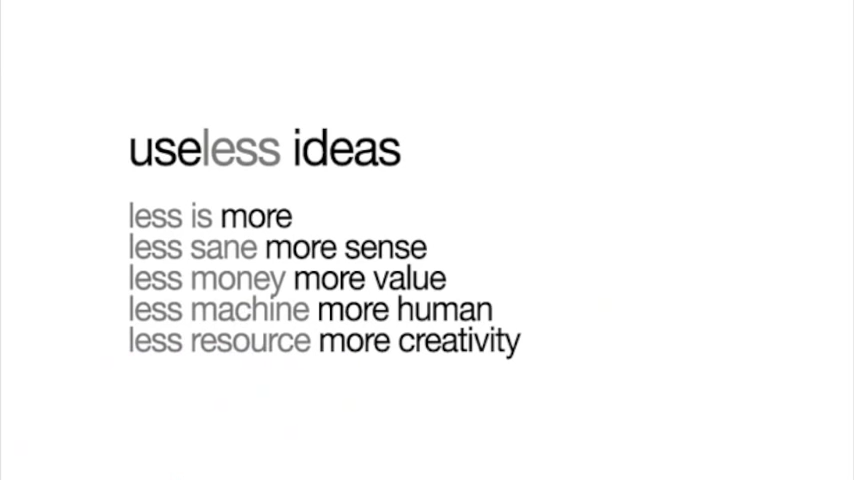 useless ideas
less is more
less sane more sense
less money more value
less machine more human
less resource more creativity